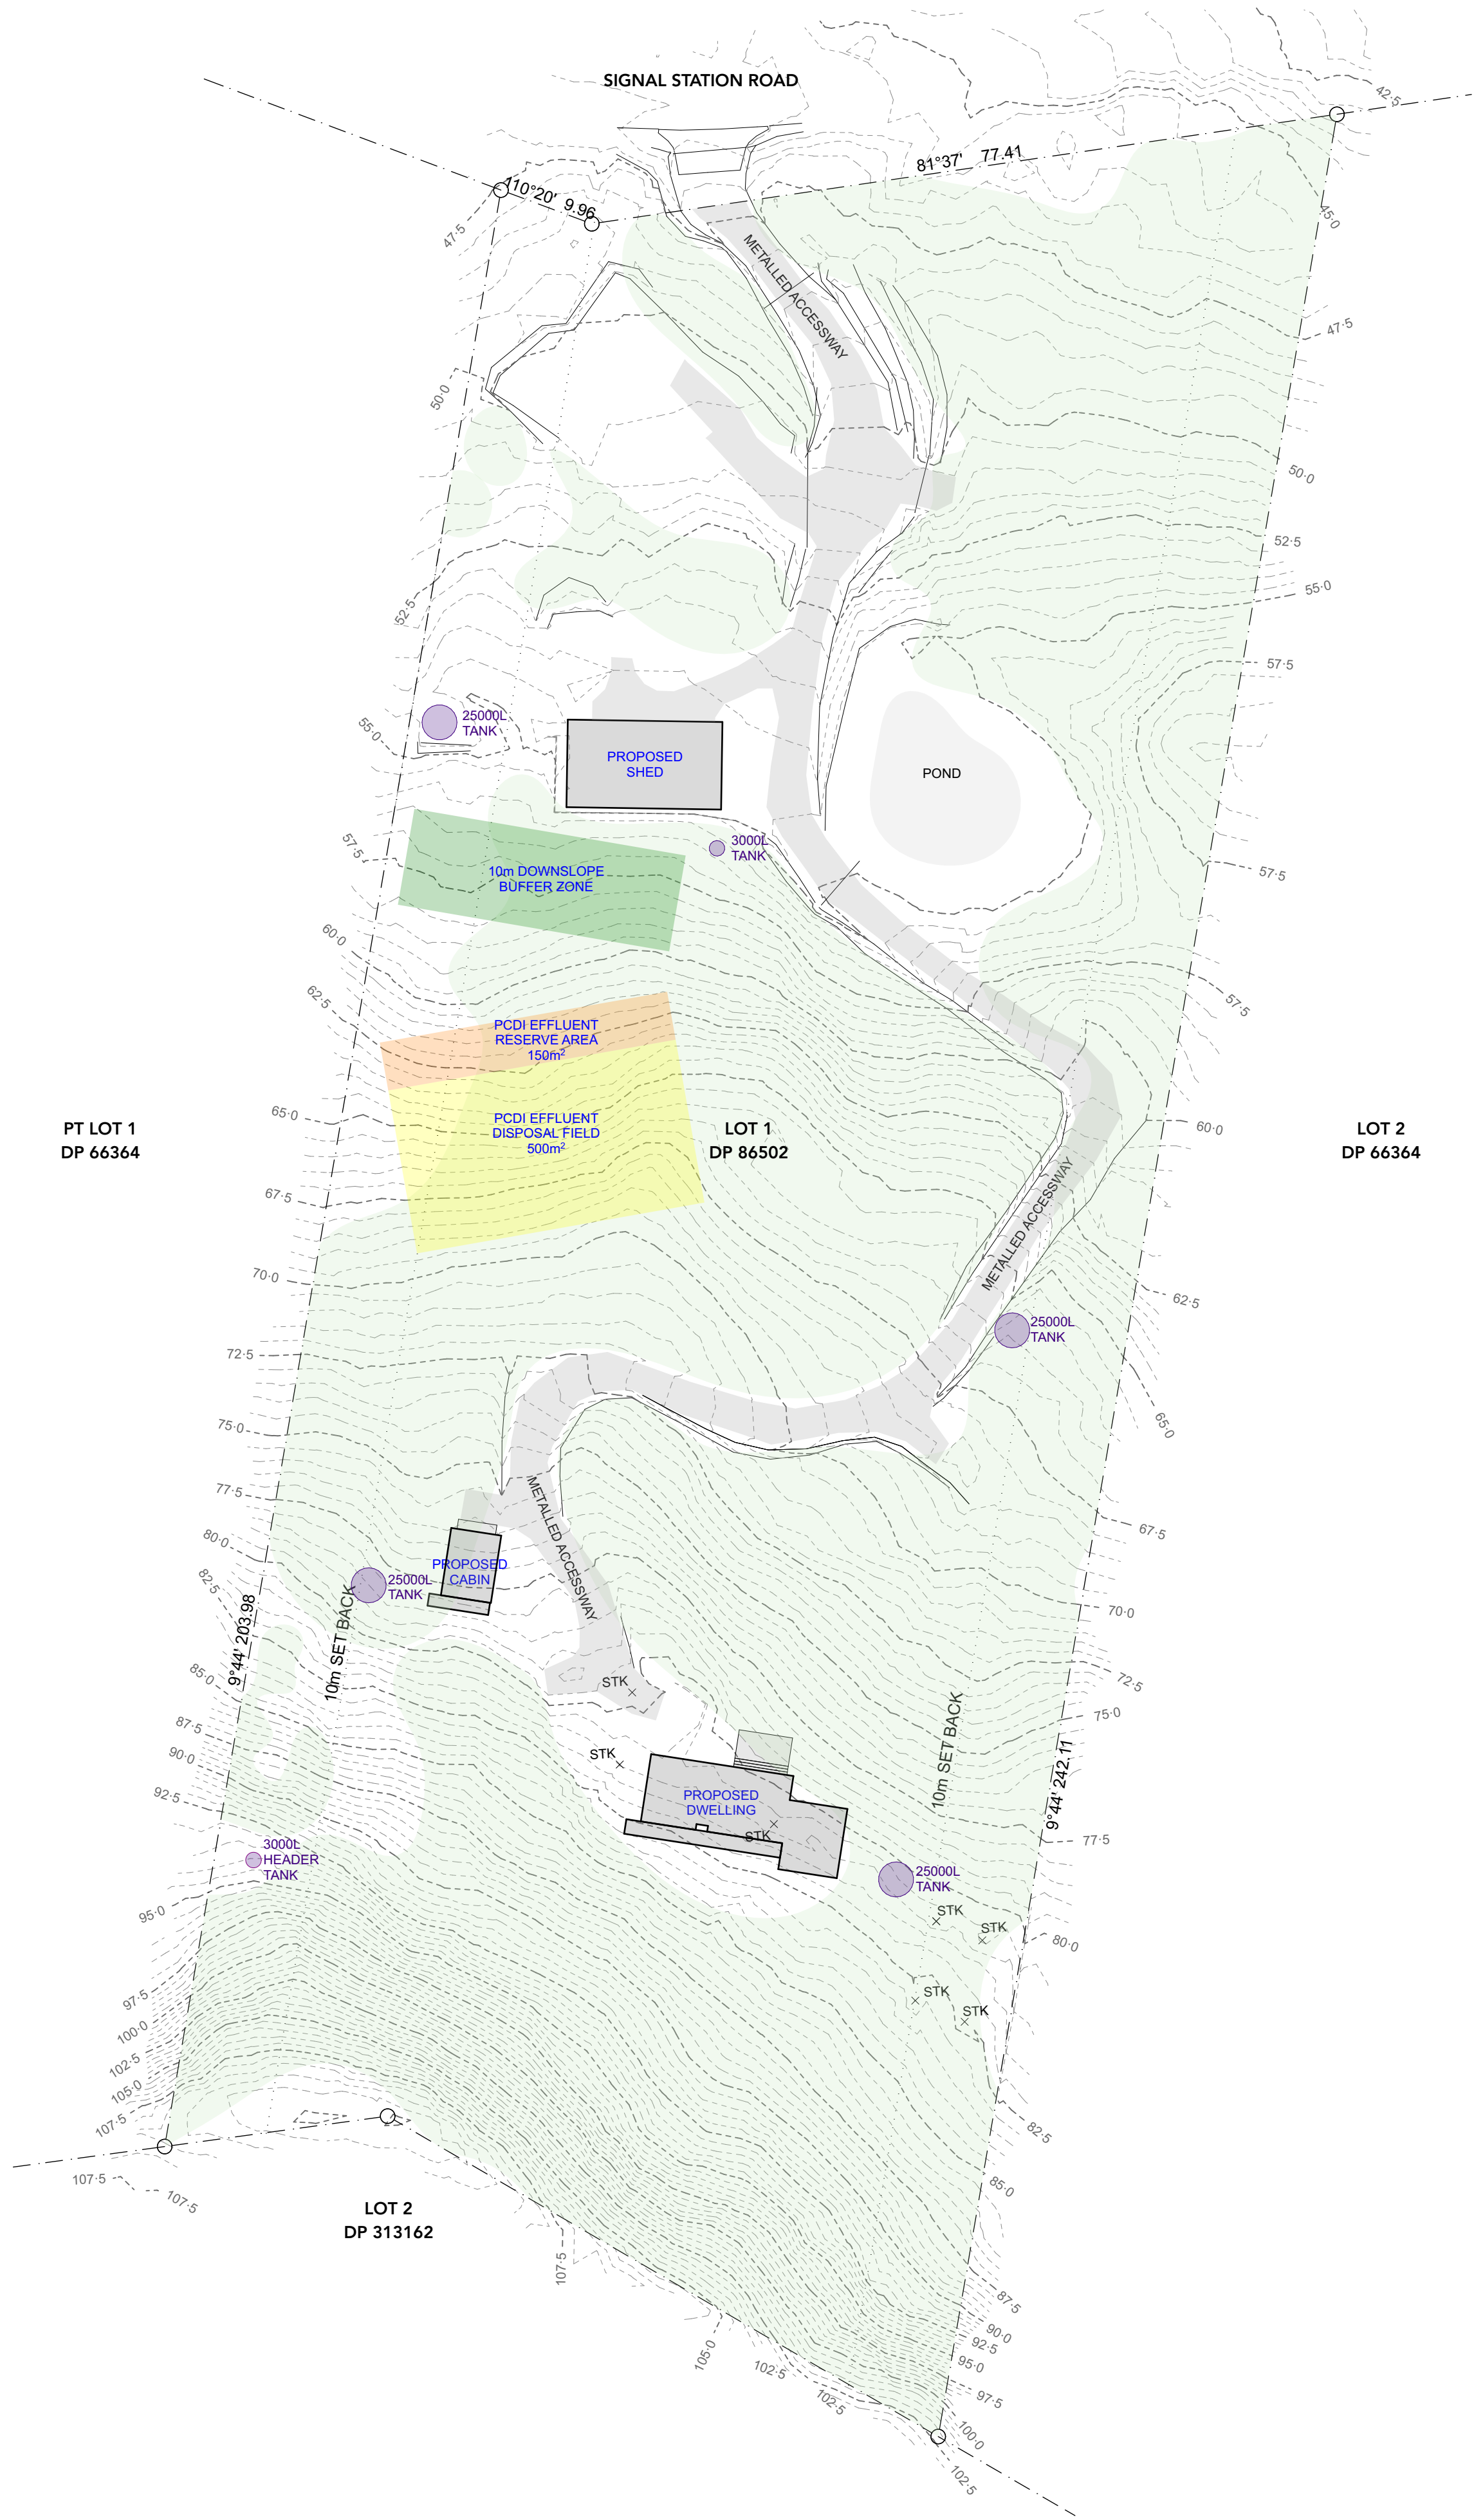 SIGNAL STATION ROAD
42·5
81°37'   77.41
110°20'  9.96
45·0
47·5
METALLED ACCESSWAY
47·5
50·0
50·0
52·5
55·0
52·5
57·5
25000L
TANK
55·0
PROPOSED
SHED
POND
3000L
TANK
57·5
57·5
10m DOWNSLOPE
BUFFER ZONE
60·0
62·5
57·5
PCDI EFFLUENT
RESERVE AREA
150m²
65·0
PCDI EFFLUENT
DISPOSAL FIELD
500m²
PT LOT 1
DP 66364
LOT 1
DP 86502
LOT 2
DP 66364
60·0
METALLED ACCESSWAY
67·5
70·0
62·5
25000L
TANK
72·5
75·0
65·0
77·5
METALLED ACCESSWAY
67·5
80·0
PROPOSED
CABIN
82·5
25000L
TANK
70·0
9°44' 203.98
10m SET BACK
85·0
STK
72·5
75·0
87·5
90·0
STK
10m SET BACK
9°44' 242.11
92·5
PROPOSED
DWELLING
STK
77·5
3000L
HEADER
TANK
25000L
TANK
95·0
STK
STK
80·0
97·5
STK
STK
100·0
102·5
105·0
107·5
82·5
107·5
107·5
85·0
LOT 2
DP 313162
107·5
87·5
90·0
92·5
105·0
95·0
102·5
97·5
102·5
100·0
102·5